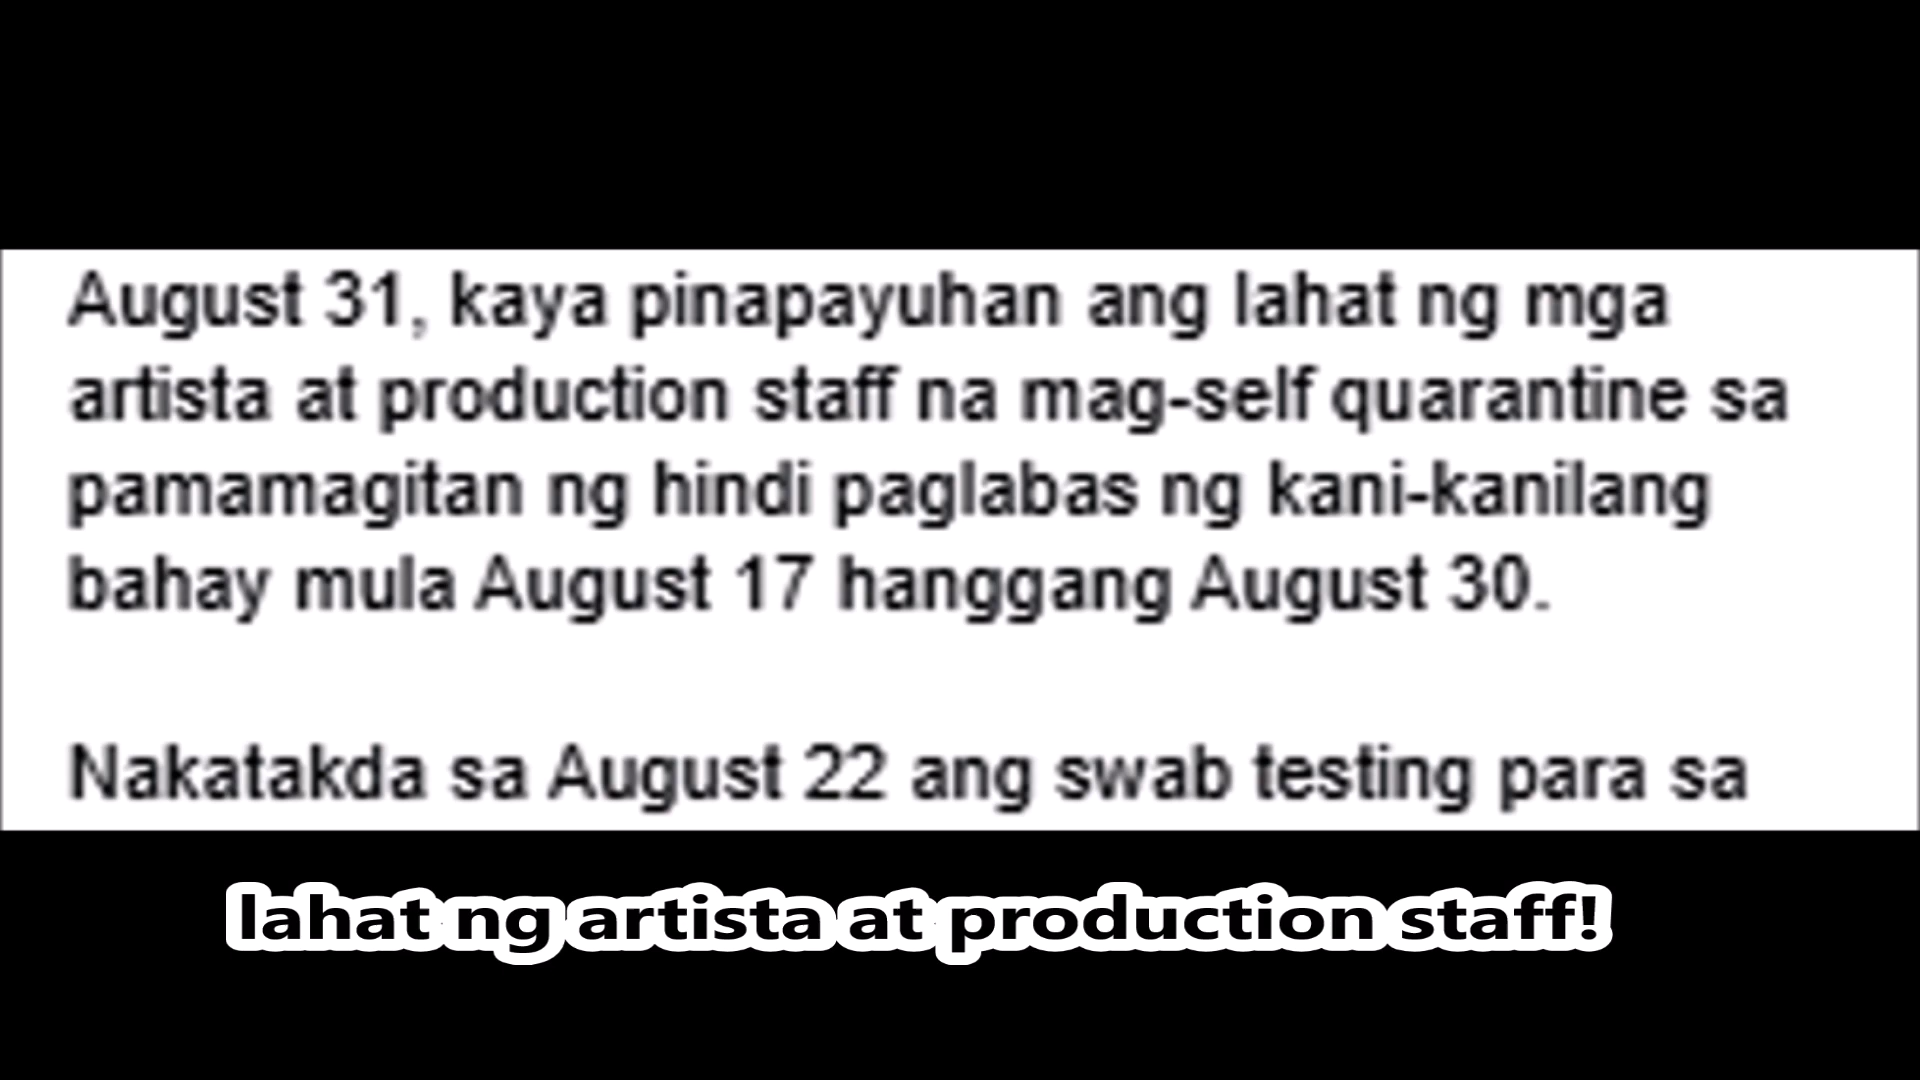 August 31, kaya pinapayuhan ang lahat ng mga
artista at production staff na mag-self quarantine sa
pamamagitan ng hindi paglabas ng kani-kanilang
bahay mula August 17 hanggang August 30.
Nakatakda sa August 22 ang swab testing para sa
lahat ng artista at production staff!